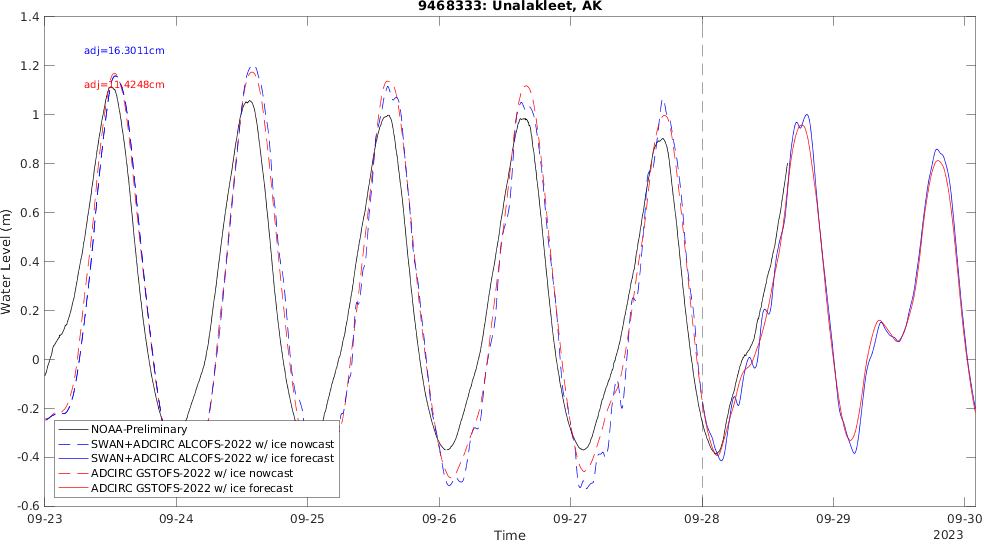 9468333: Unalakleet, AK
1.4
1.2
1
0.8
0.6
0.4
0.2
0
-0.2
-0.4
-0.6
Water Level (m)
adj=16.3011cm
adj=11.4248cm
NOAA-Preliminary
SWAN+ADCIRC ALCOFS-2022 w/ ice nowcast
SWAN+ADCIRC ALCOFS-2022 w/ ice forecast
ADCIRC GSTOFS-2022 w/ ice nowcast
ADCIRC GSTOFS-2022 w/ ice forecast
09-23 09-24 09-25 09-26 09-27 09-28 09-29 09-30
Time
2023